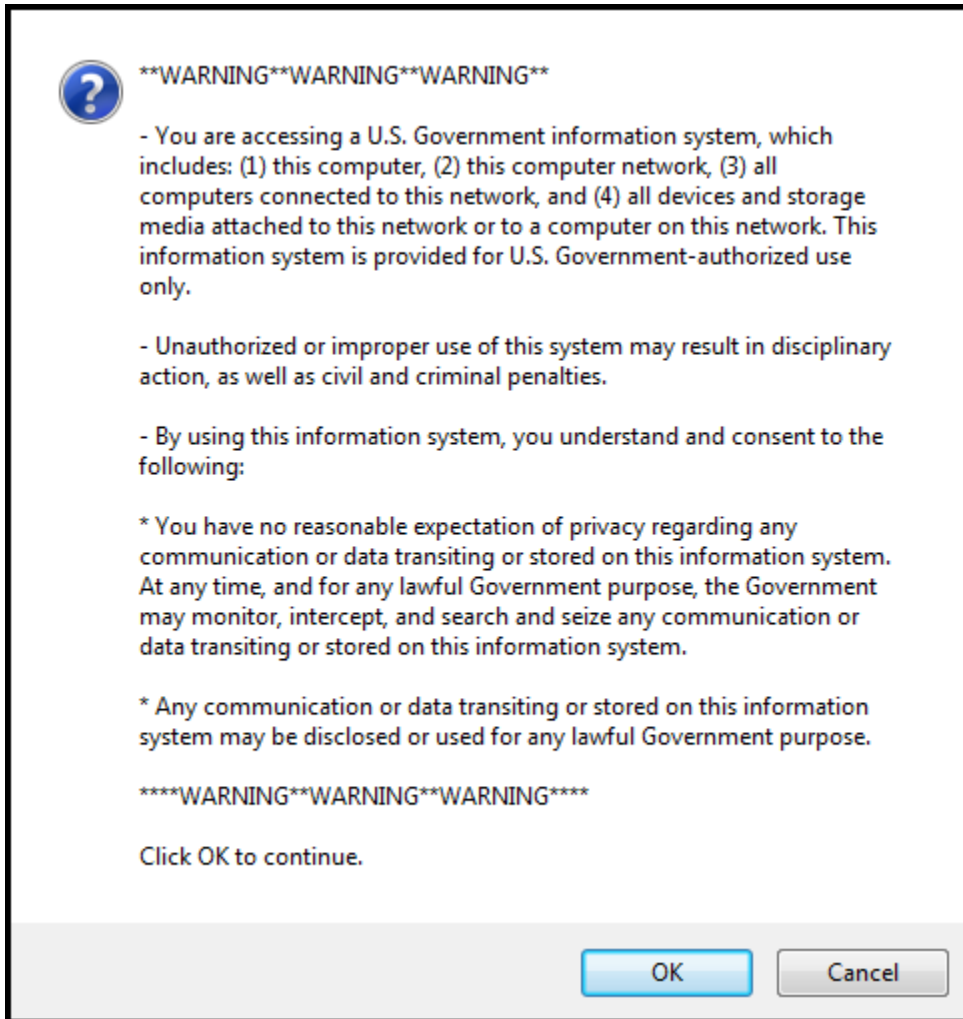 **WARNING**WARNING**WARNING**
- You are accessing a U.S. Government information system, which
includes: (1) this computer, (2) this computer network, (3) all
computers connected to this network, and (4) all devices and storage
media attached to this network or to a computer on this network. This
information system is provided for U.S. Government-authorized use
only.
- Unauthorized or improper use of this system may result in disciplinary
action, as well as civil and criminal penalties.
- By using this information system, you understand and consent to the
following:
* You have no reasonable expectation of privacy regarding any
communication or data transiting or stored on this information system.
At any time, and for any lawful Government purpose, the Government
may monitor, intercept, and search and seize any communication or
data transiting or stored on this information system.
* Any communication or data transiting or stored on this information
system may be disclosed or used for any lawful Government purpose.
****WARNING**WARNING**WARNING****
Click OK to continue.
OK Cancel